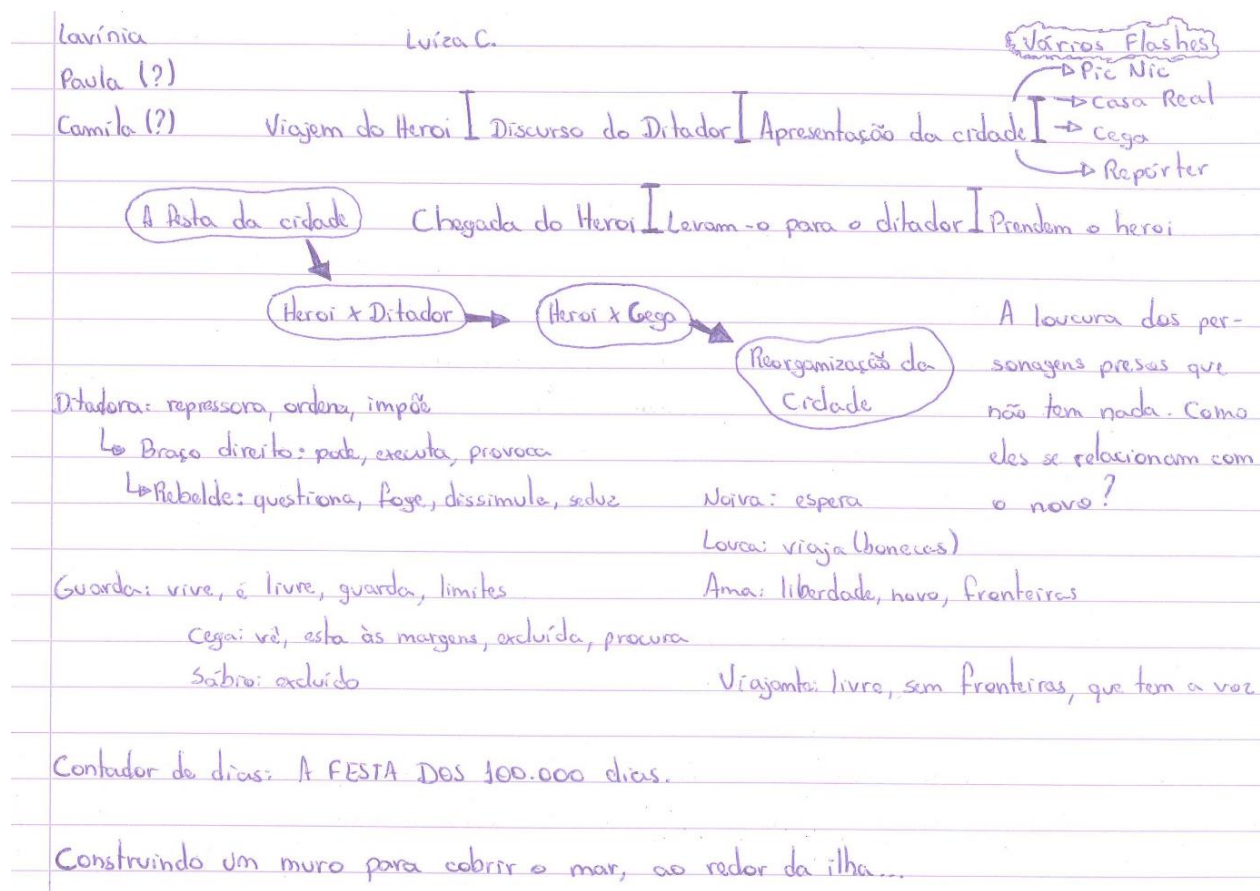 Lavínia Luíza C. Vários Flashes
Paula (?) Pic Nic
Casa Real
Camila (?) Viajem do Heroi I Discurso do Ditador I Apresentação da cidade I Cega
Repórter
A festa da cidade Chegada do Heroi I Levam-o para o ditador I Prendem o heroi
Heroi x Ditador Heroi x Cega A loucura dos per-
Reorganização da sonagens presas que
Ditadora: repressora, ordena, impõe Cidade não tem nada. Como
Braço direito: pode, executa, provoca eles se relacionam com
Rebelde: questiona, foge, dissimula, seduz Noiva: espera o novo?
Louca: viaja (bonecas)
Guarda: vive, é livre, guarda, limites Ama: liberdade, novo, fronteiras
Cega: vê, esta às margens, excluída, procura
Sábio: excluído Viajante: livre, sem fronteiras, que tem a voz
Contador de dias: A FESTA DOS 100.000 dias.
Construindo um muro para cobrir o mar, ao redor da ilha...